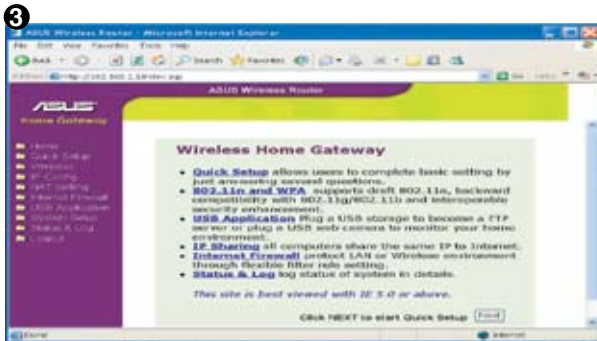 3
ASUS Wireless Router - Microsoft Internet Explorer
File Edit View Favorites Tools Help
Back Search Favorites
ASUS Wireless Router
ASUS
Home Gateway
Home
Quick Setup
Wireless
IP Config
NAT Setting
Internet Firewall
USB Application
System Setup
Status & Log
Logout
Wireless Home Gateway
Quick Setup allows users to complete basic setting by
just answering several questions.
802.11n and WPA supports draft 802.11n, backward
compatibility with 802.11g/802.11b and interoperable
security enhancement.
USB Application Plug a USB storage to become a FTP
server or plug a USB web camera to monitor your home
environment.
IP Sharing all computers share the same IP to Internet.
Internet Firewall protect LAN or Wireless environment
through flexible filter rule setting.
Status & Log log status of system in details.
This site is best viewed with IE 5.0 or above.
Click NEXT to start Quick Setup
Done
Internet